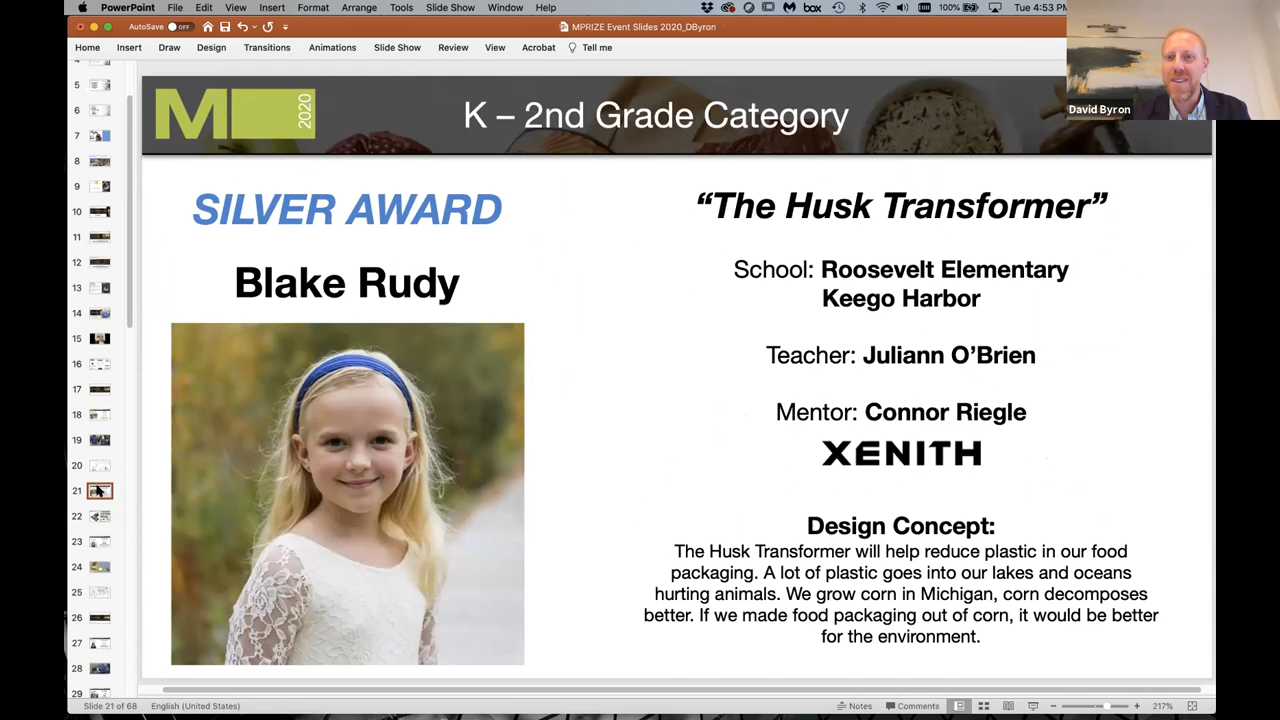 PowerPoint File Edit View Insert Format Arrange Tools Slide Show Window Help box 100% Tue 4:53 PM
AutoSave OFF MPRIZE Event Slides 2020_DByron
Home Insert Draw Design Transitions Animations Slide Show Review View Acrobat Tell me
David Byron
M 2020
K – 2nd Grade Category
SILVER AWARD
Blake Rudy
“The Husk Transformer”
School: Roosevelt Elementary
Keego Harbor
Teacher: Juliann O’Brien
Mentor: Connor Riegle
XENITH
Design Concept:
The Husk Transformer will help reduce plastic in our food
packaging. A lot of plastic goes into our lakes and oceans
hurting animals. We grow corn in Michigan, corn decomposes
better. If we made food packaging out of corn, it would be better
for the environment.
4
5
6
7
8
9
10
11
12
13
14
15
16
17
18
19
20
21
22
23
24
25
26
27
28
29
Slide 21 of 68 English (United States) Notes Comments 217%